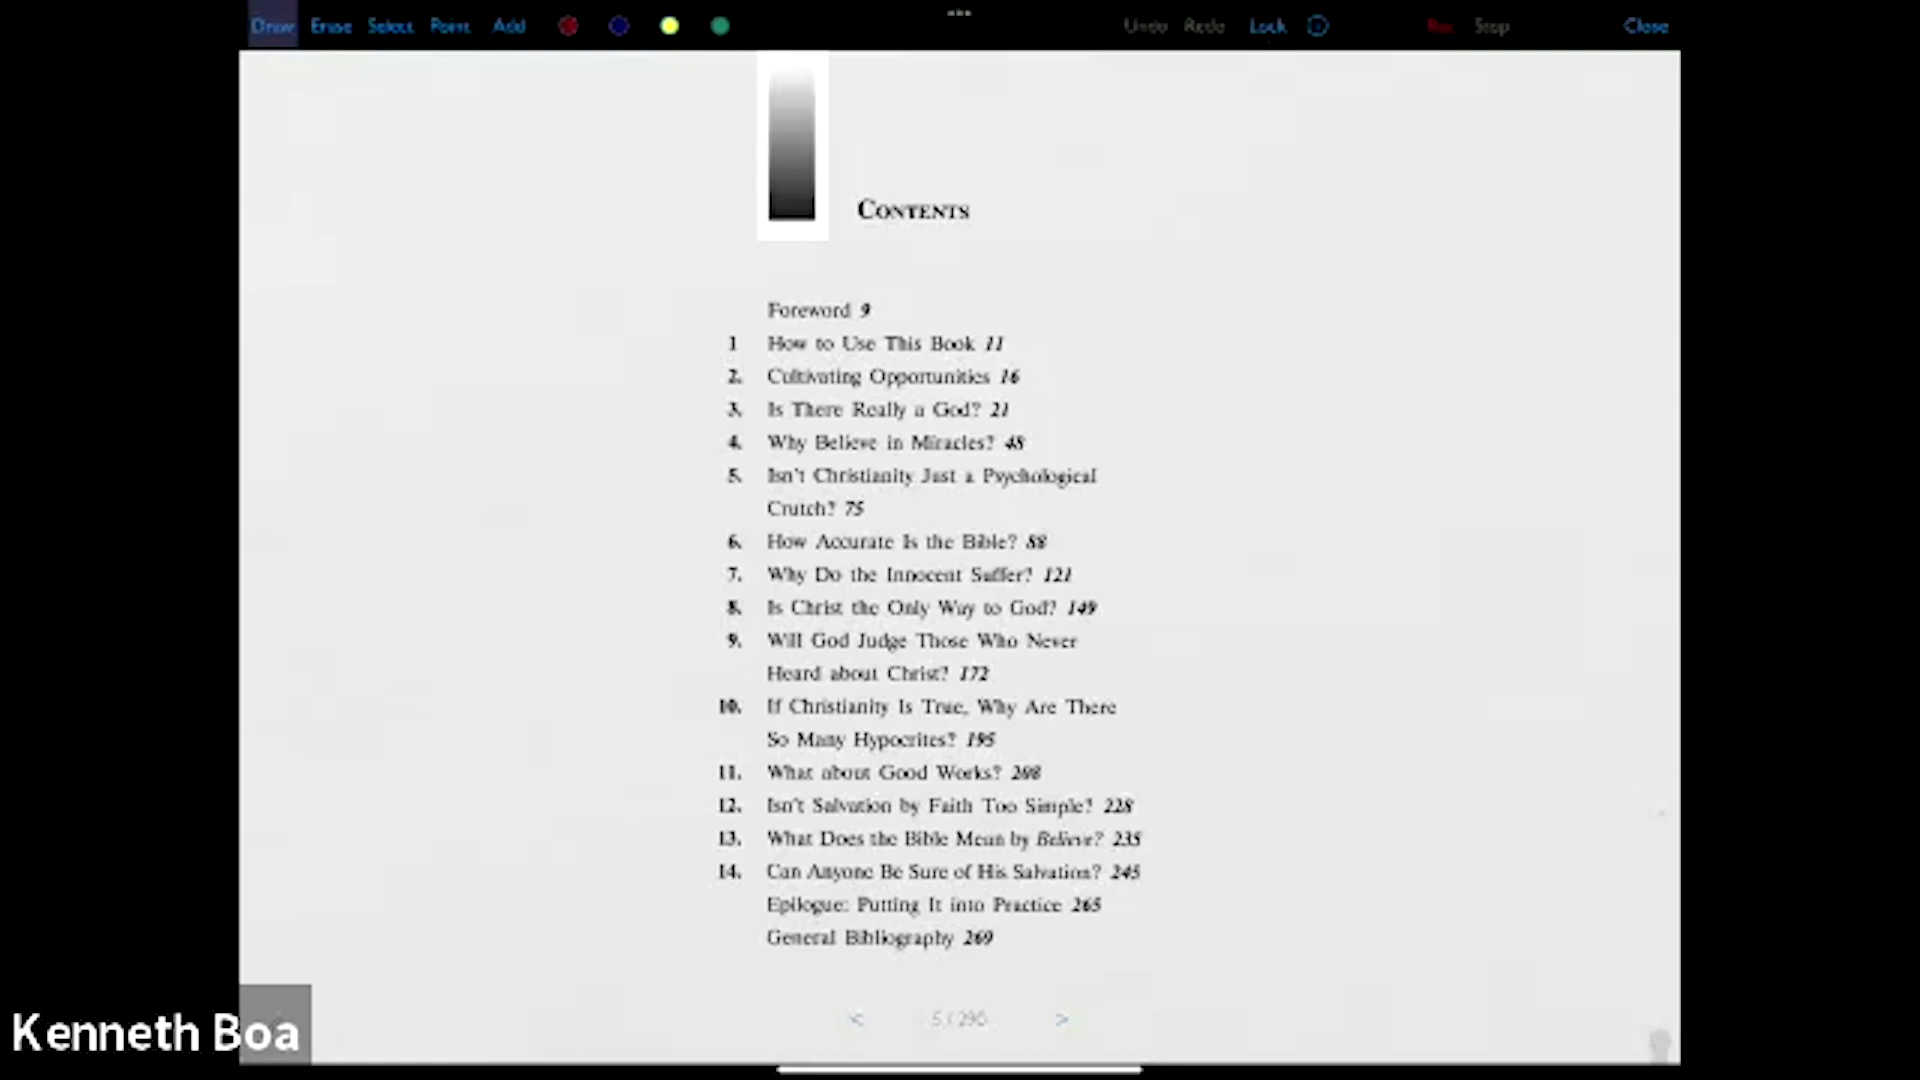 Draw Erase Select Point Add Undo Redo Lock Rec Stop Close
CONTENTS
Foreword 9
1 How to Use This Book 11
2. Cultivating Opportunities 16
3. Is There Really a God? 21
4. Why Believe in Miracles? 48
5. Isn't Christianity Just a Psychological
Crutch? 75
6. How Accurate Is the Bible? 88
7. Why Do the Innocent Suffer? 121
8. Is Christ the Only Way to God? 149
9. Will God Judge Those Who Never
Heard about Christ? 172
10. If Christianity Is True, Why Are There
So Many Hypocrites? 195
11. What about Good Works? 208
12. Isn't Salvation by Faith Too Simple? 228
13. What Does the Bible Mean by Believe? 235
14. Can Anyone Be Sure of His Salvation? 245
Epilogue: Putting It into Practice 265
General Bibliography 269
< 5 / 290 >
Kenneth Boa